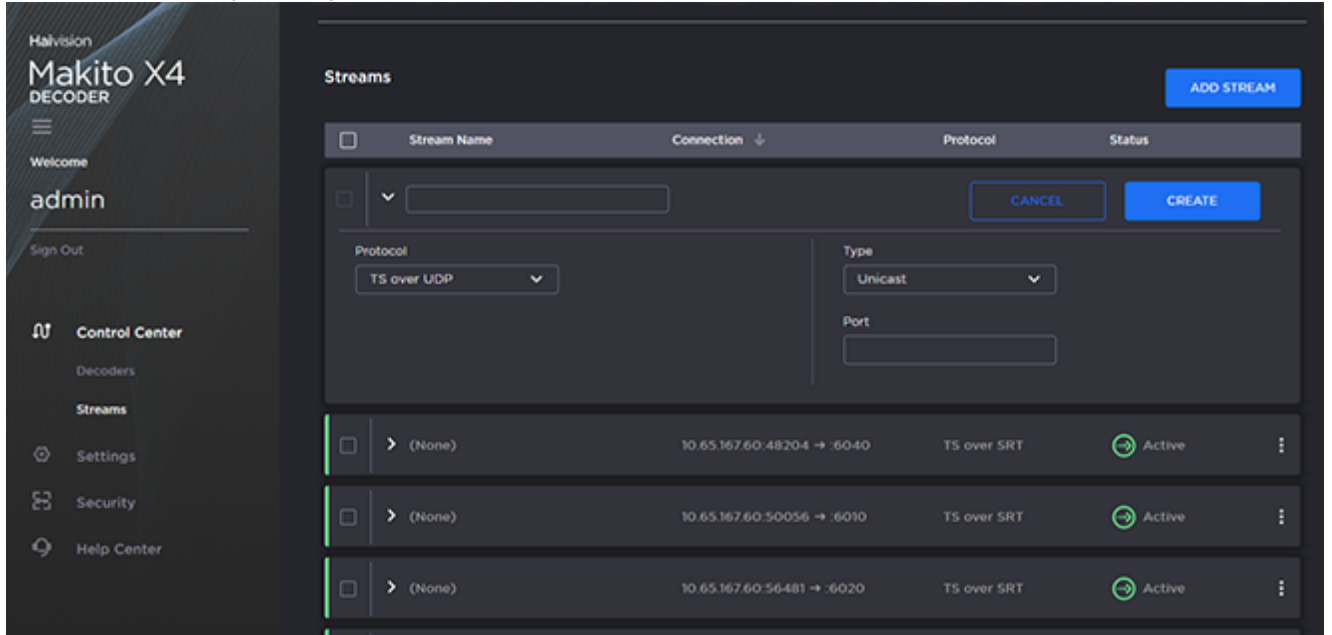 Haivision
Makito X4
DECODER
Welcome
admin
Sign Out
Control Center
Decoders
Streams
Settings
Security
Help Center
Streams
ADD STREAM
Stream Name Connection Protocol Status
CANCEL CREATE
Protocol Type
TS over UDP Unicast
Port
(None) 10.65.167.60:48204 → :6040 TS over SRT Active
(None) 10.65.167.60:50056 → :6010 TS over SRT Active
(None) 10.65.167.60:56481 → :6020 TS over SRT Active